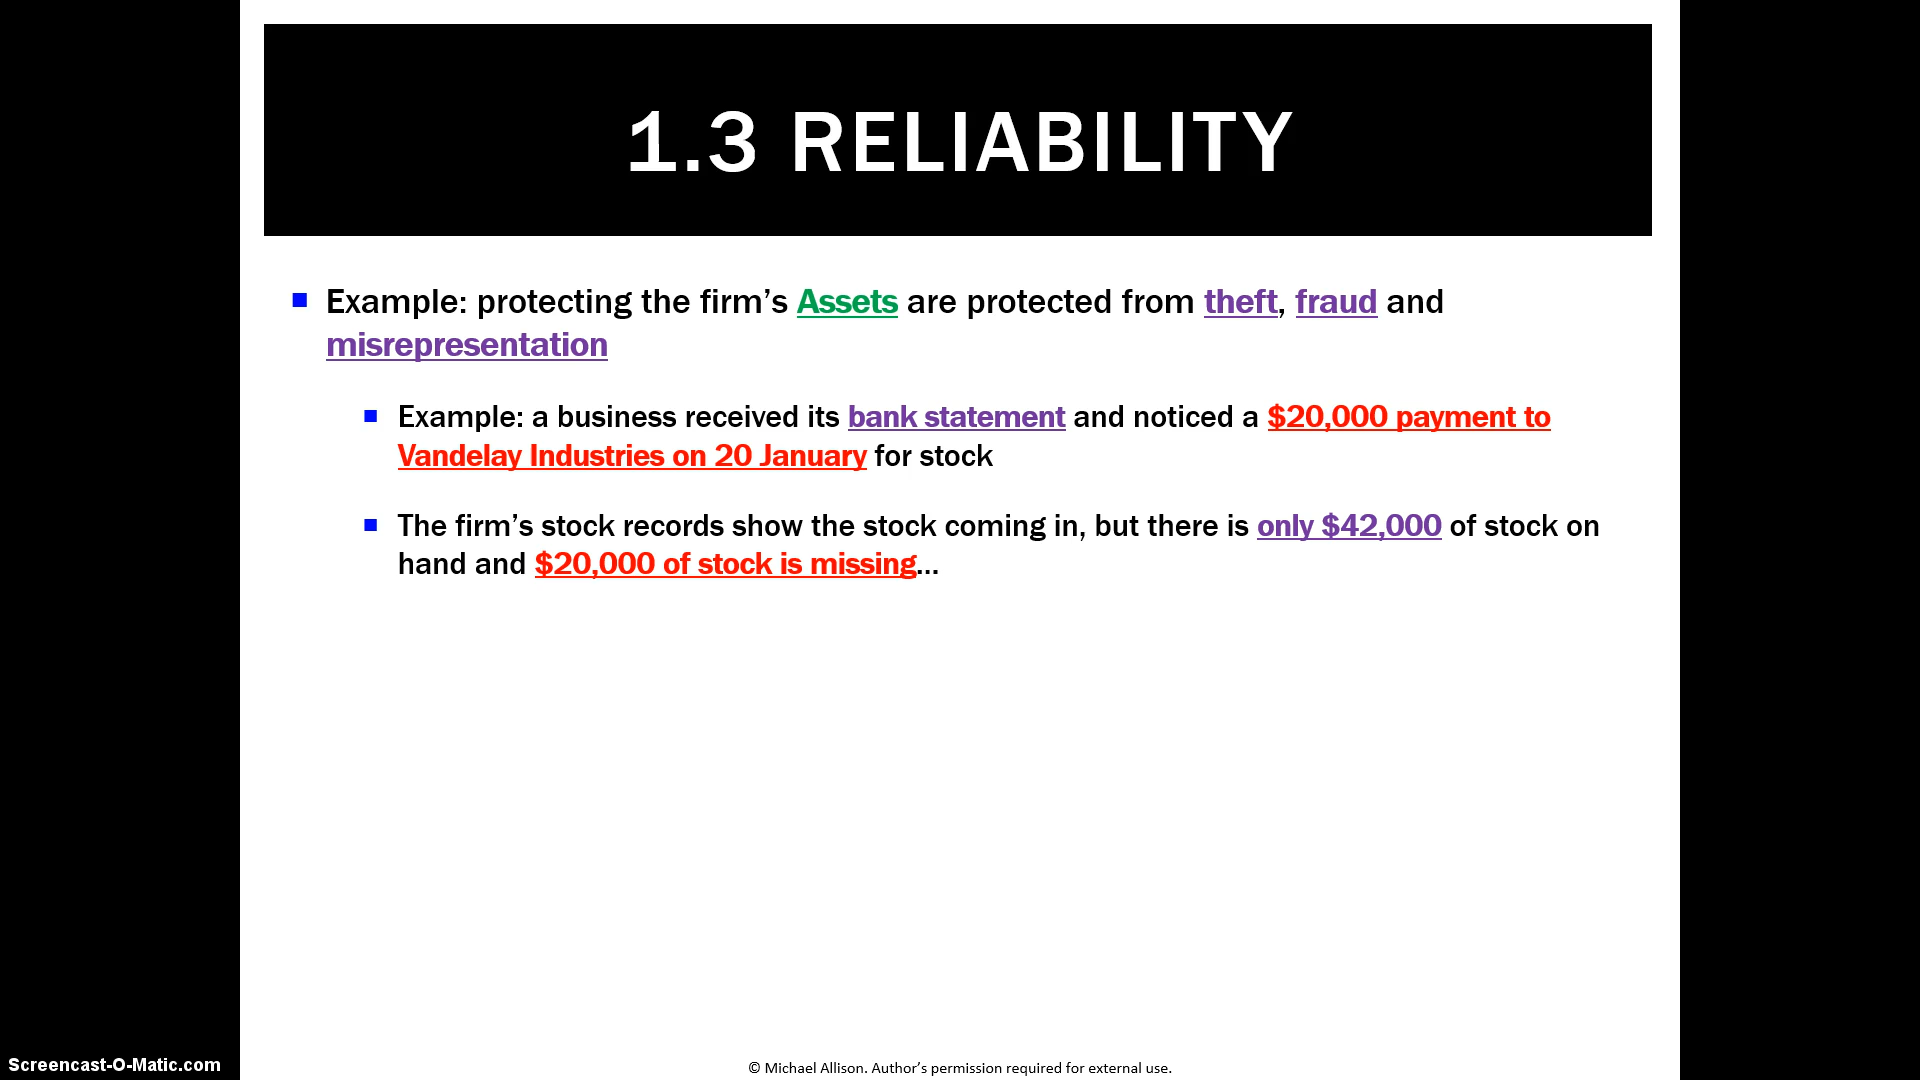 1.3 RELIABILITY
Example: protecting the firm’s Assets are protected from theft, fraud and
misrepresentation
Example: a business received its bank statement and noticed a $20,000 payment to
Vandelay Industries on 20 January for stock
The firm’s stock records show the stock coming in, but there is only $42,000 of stock on
hand and $20,000 of stock is missing...
Screencast-O-Matic.com
© Michael Allison. Author’s permission required for external use.